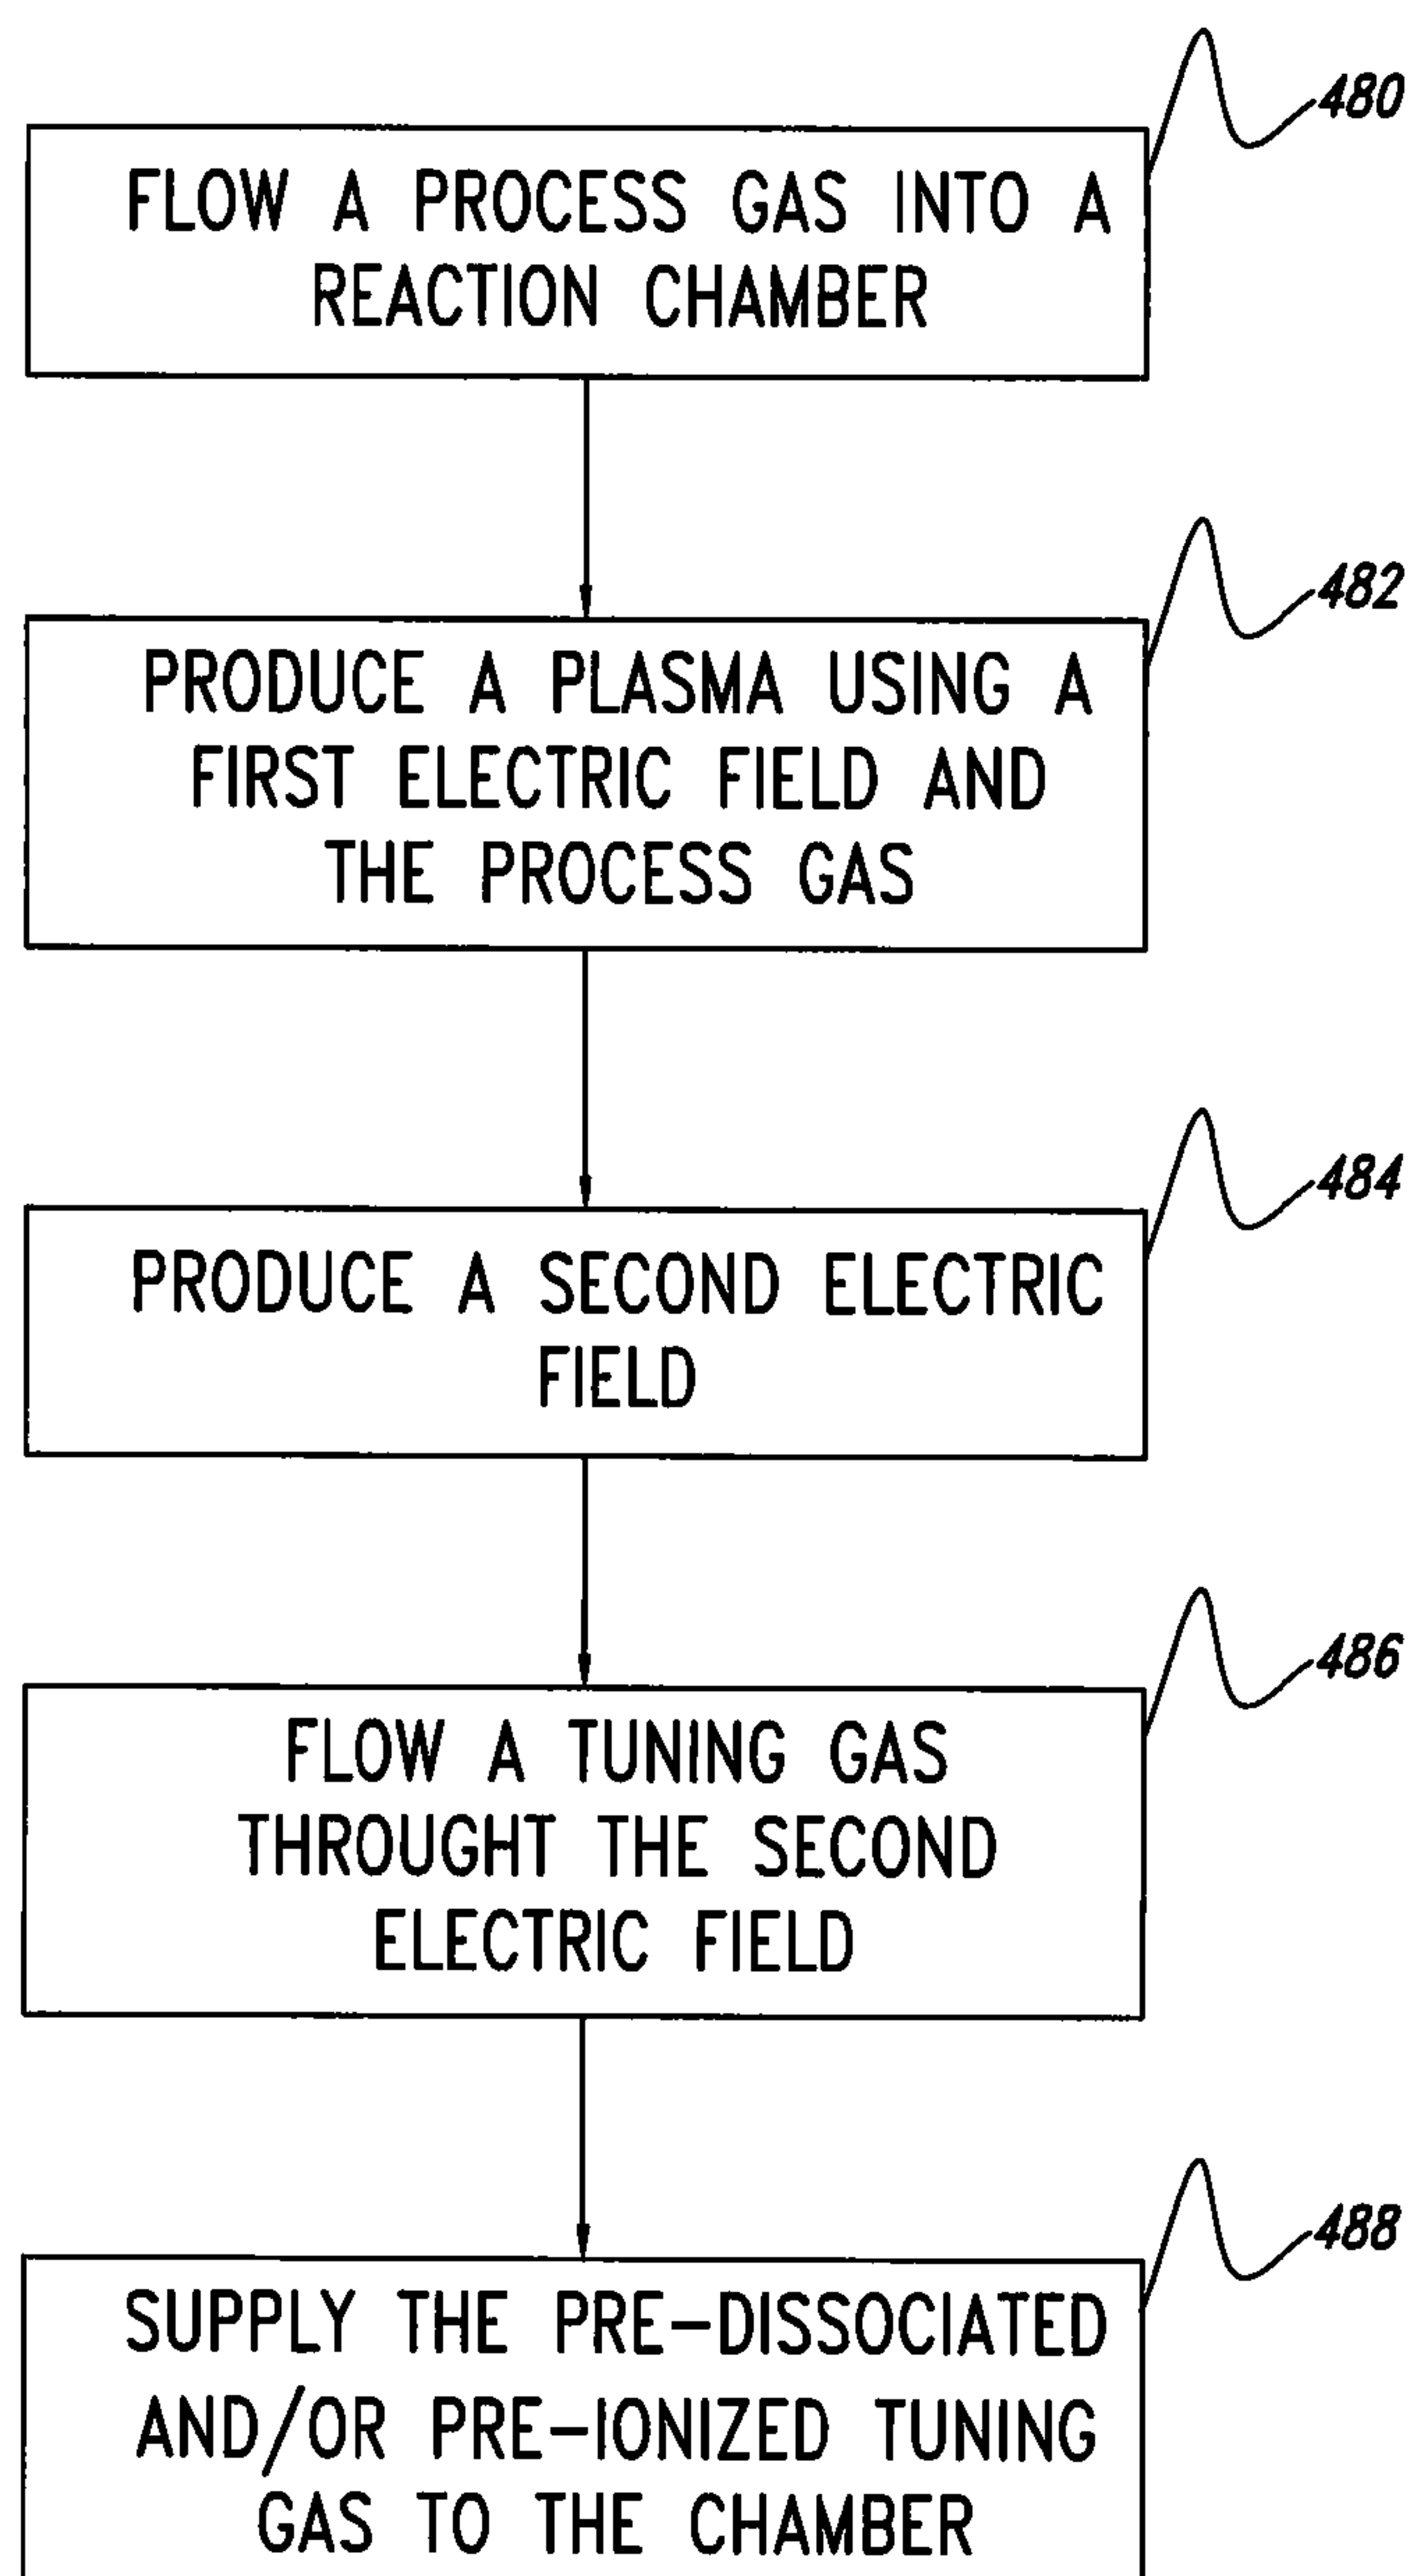 480
FLOW A PROCESS GAS INTO A
REACTION CHAMBER
482
PRODUCE A PLASMA USING A
FIRST ELECTRIC FIELD AND
THE PROCESS GAS
484
PRODUCE A SECOND ELECTRIC
FIELD
486
FLOW A TUNING GAS
THROUGHT THE SECOND
ELECTRIC FIELD
488
SUPPLY THE PRE-DISSOCIATED
AND/OR PRE-IONIZED TUNING
GAS TO THE CHAMBER